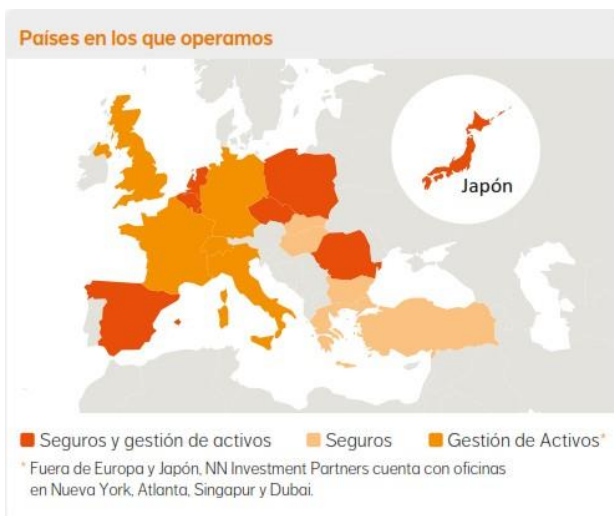 Países en los que operamos
Japón
Seguros y gestión de activos
Seguros
Gestión de Activos*
* Fuera de Europa y Japón, NN Investment Partners cuenta con oficinas
en Nueva York, Atlanta, Singapur y Dubai.